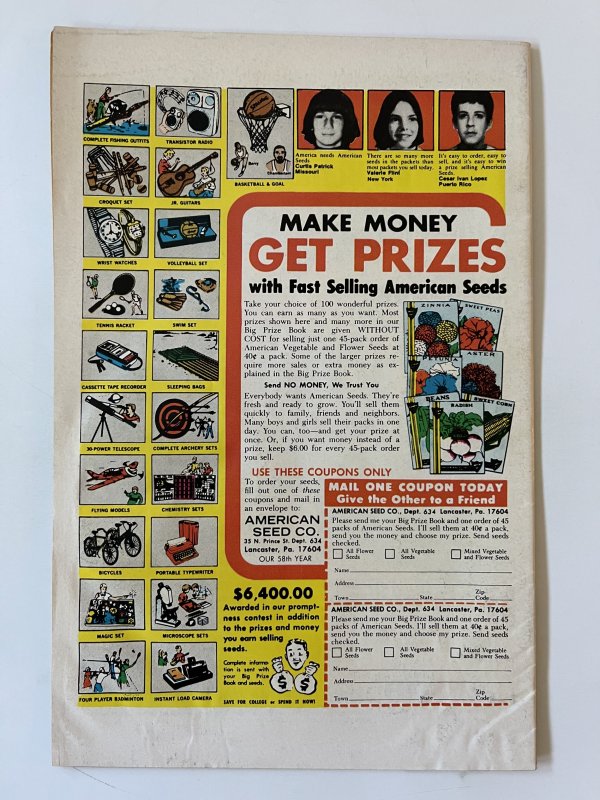 COMPLETE FISHING OUTFITS
TRANSISTOR RADIO
SPALDING
Barry
Chamberlain
BASKETBALL & GOAL
America needs American
Seeds
Curtis Patrick
Missouri
There are so many more
seeds in the packets than
most packets you sell today.
Valerie Flint
New York
It's easy to order, easy to
sell, and it's easy to win
a prize selling American
Seeds.
Cesar Ivan Lopez
Puerto Rico
CROQUET SET
JR. GUITARS
WRIST WATCHES
VOLLEYBALL SET
TENNIS RACKET
SWIM SET
CASSETTE TAPE RECORDER
SLEEPING BAGS
30-POWER TELESCOPE
COMPLETE ARCHERY SETS
FLYING MODELS
CHEMISTRY SETS
BICYCLES
PORTABLE TYPEWRITER
MAGIC SET
MICROSCOPE SETS
FOUR PLAYER BADMINTON
INSTANT LOAD CAMERA
MAKE MONEY
GET PRIZES
with Fast Selling American Seeds
Take your choice of 100 wonderful prizes.
You can earn as many as you want. Most
prizes shown here and many more in our
Big Prize Book are given WITHOUT
COST for selling just one 45-pack order of
American Vegetable and Flower Seeds at
40¢ a pack. Some of the larger prizes re-
quire more sales or extra money as ex-
plained in the Big Prize Book.
Send NO MONEY, We Trust You
Everybody wants American Seeds. They're
fresh and ready to grow. You'll sell them
quickly to family, friends and neighbors.
Many boys and girls sell their packs in one
day. You can, too—and get your prize at
once. Or, if you want money instead of a
prize, keep $6.00 for every 45-pack order
you sell.
ZINNIA
SWEET PEAS
PETUNIA
ASTER
BEANS
RADISH
SWEET CORN
USE THESE COUPONS ONLY
To order your seeds,
fill out one of these
coupons and mail in
an envelope to:
AMERICAN
SEED CO.
35 N. Prince St. Dept. 634
Lancaster, Pa. 17604
OUR 58th YEAR
$6,400.00
Awarded in our prompt-
ness contest in addition
to the prizes and money
you earn selling
seeds.
Complete informa-
tion is sent with
your Big Prize
Book and seeds.
$ $
SAVE FOR COLLEGE or SPEND IT NOW!
MAIL ONE COUPON TODAY
Give the Other to a Friend
AMERICAN SEED CO., Dept. 634 Lancaster, Pa. 17604
Please send me your Big Prize Book and one order of 45
packs of American Seeds. I'll sell them at 40¢ a pack,
send you the money and choose my prize. Send seeds
checked.
All Flower Seeds
All Vegetable Seeds
Mixed Vegetable and Flower Seeds
Name
Address
Town State Zip Code
AMERICAN SEED CO., Dept. 634 Lancaster, Pa. 17604
Please send me your Big Prize Book and one order of 45
packs of American Seeds. I'll sell them at 40¢ a pack,
send you the money and choose my prize. Send seeds
checked.
All Flower Seeds
All Vegetable Seeds
Mixed Vegetable and Flower Seeds
Name
Address
Town State Zip Code